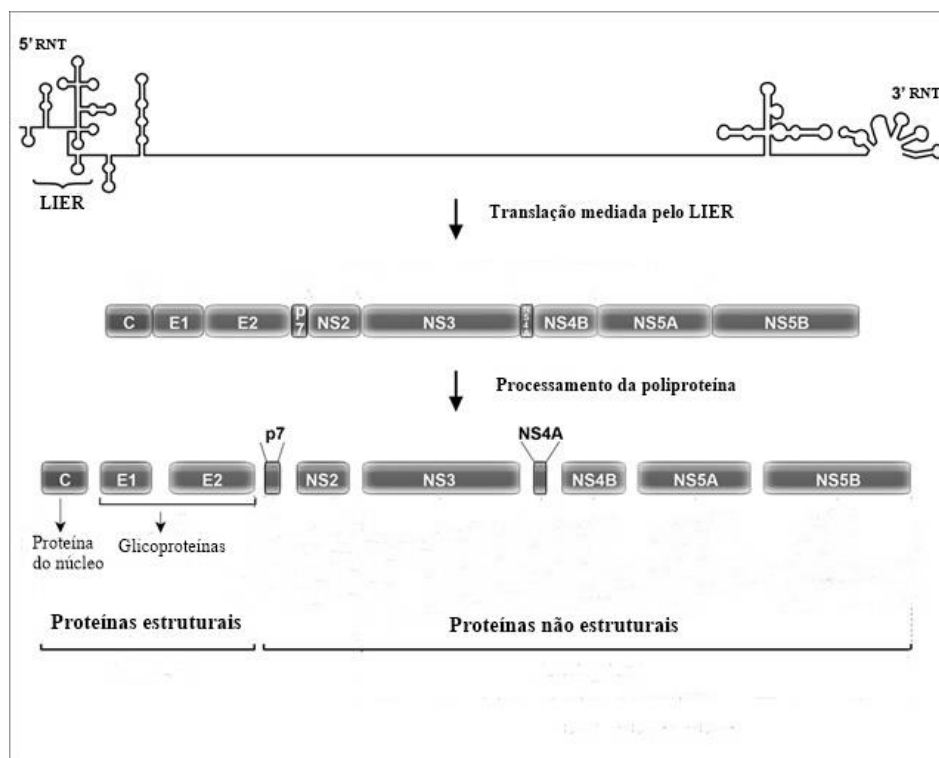 5' RNT
3' RNT
LIER
Translação mediada pelo LIER
C E1 E2 p7 NS2 NS3 NS4A NS4B NS5A NS5B
Processamento da poliproteína
p7 NS4A
C E1 E2 NS2 NS3 NS4B NS5A NS5B
Proteína
do núcleo
Glicoproteínas
Proteínas estruturais
Proteínas não estruturais